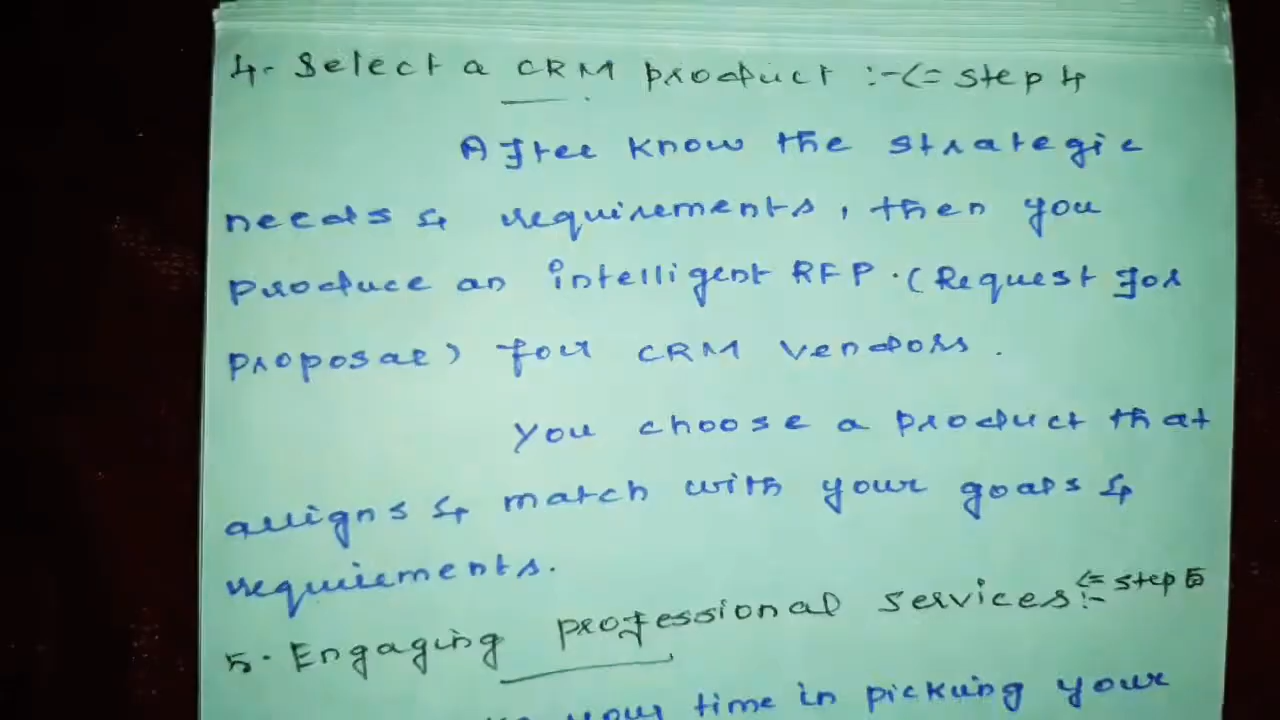 4. Select a CRM product :- <= step 4
After know the strategic
needs & requirements, then you
produce an intelligent RFP. (Request for
proposal) for CRM vendors.
You choose a product that
aligns & match with your goals &
requirements.
5. Engaging professional services :- <= step 5
your time in picking your